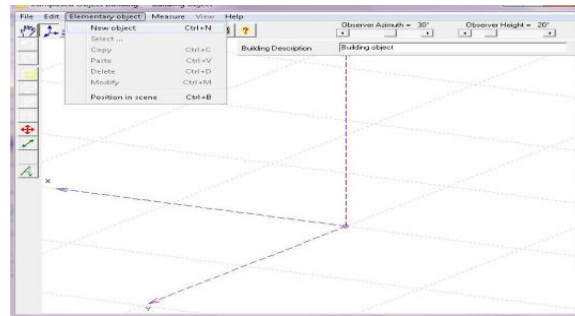 File Edit Elementary object Measure View Help
Observer Azimuth = 30° Observer Height = 20°
New object Ctrl+N
Select ...
Copy Ctrl+C
Paste Ctrl+V
Delete Ctrl+D
Modify Ctrl+M
Position in scene Ctrl+B
Building Description Building object
X
Y